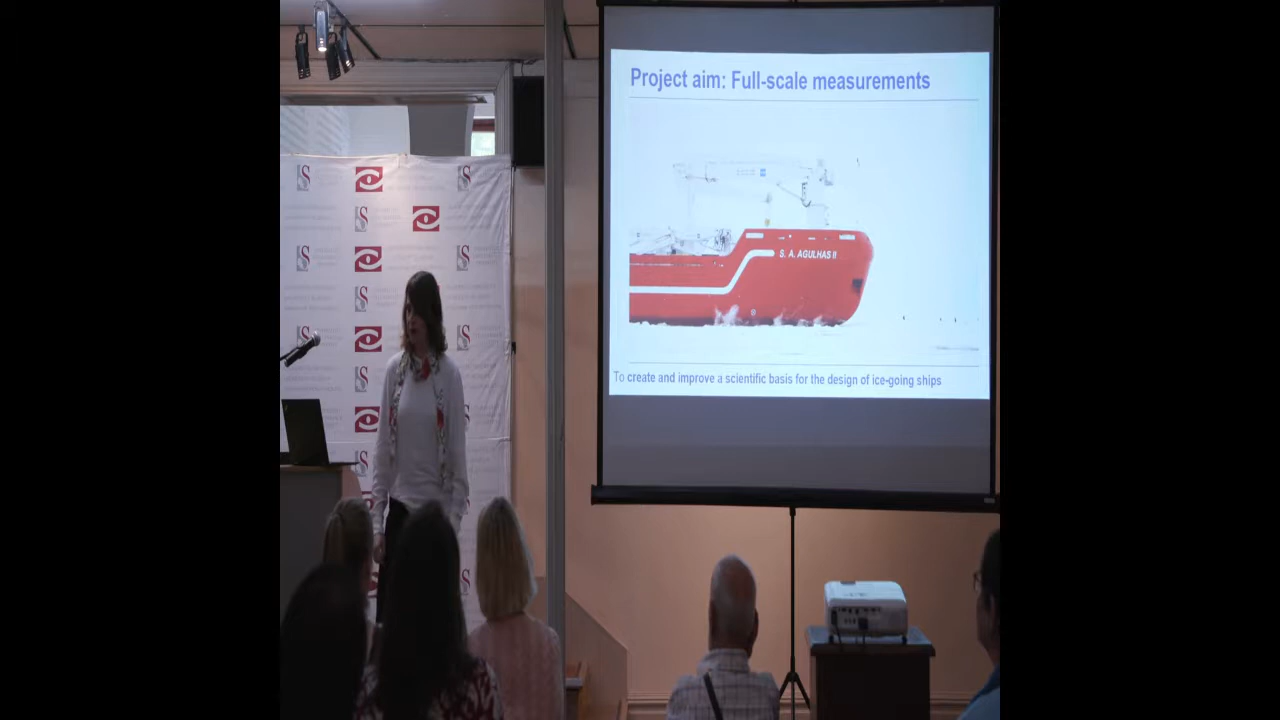 Project aim: Full-scale measurements
S. A. AGULHAS II
To create and improve a scientific basis for the design of ice-going ships